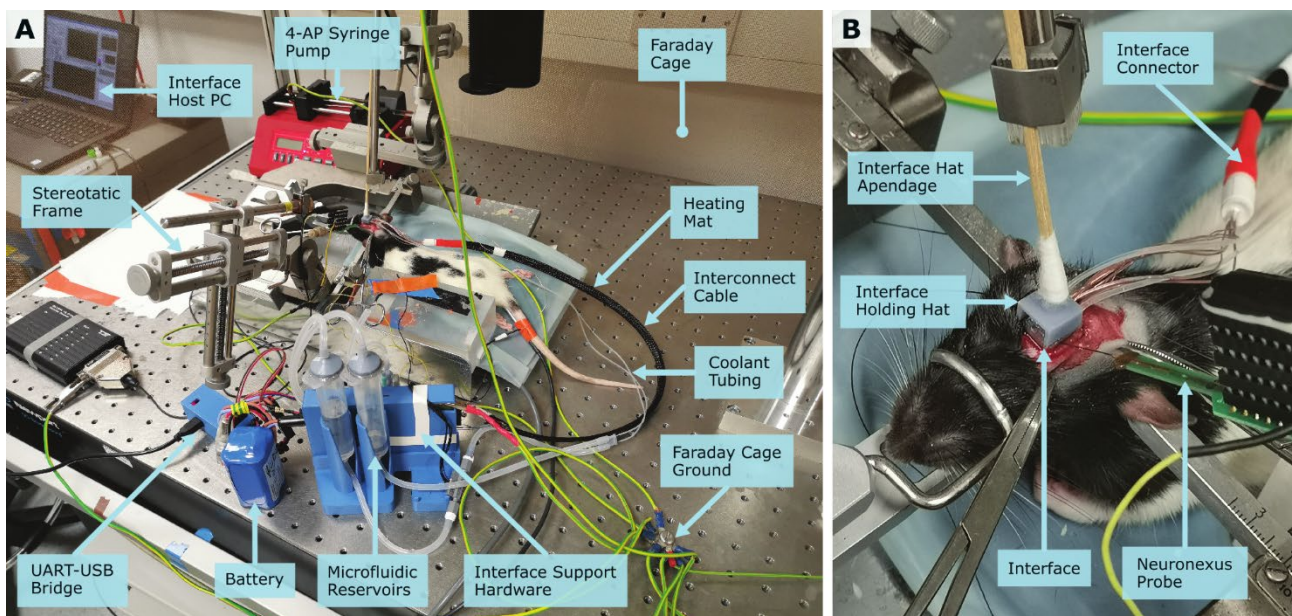 A
4-AP Syringe
Pump
Faraday
Cage
Interface
Host PC
Stereotatic
Frame
Heating
Mat
Interconnect
Cable
Coolant
Tubing
Faraday Cage
Ground
UART-USB
Bridge
Battery
Microfluidic
Reservoirs
Interface Support
Hardware
B
Interface
Connector
Interface Hat
Apendage
Interface
Holding Hat
Interface
Neuronexus
Probe